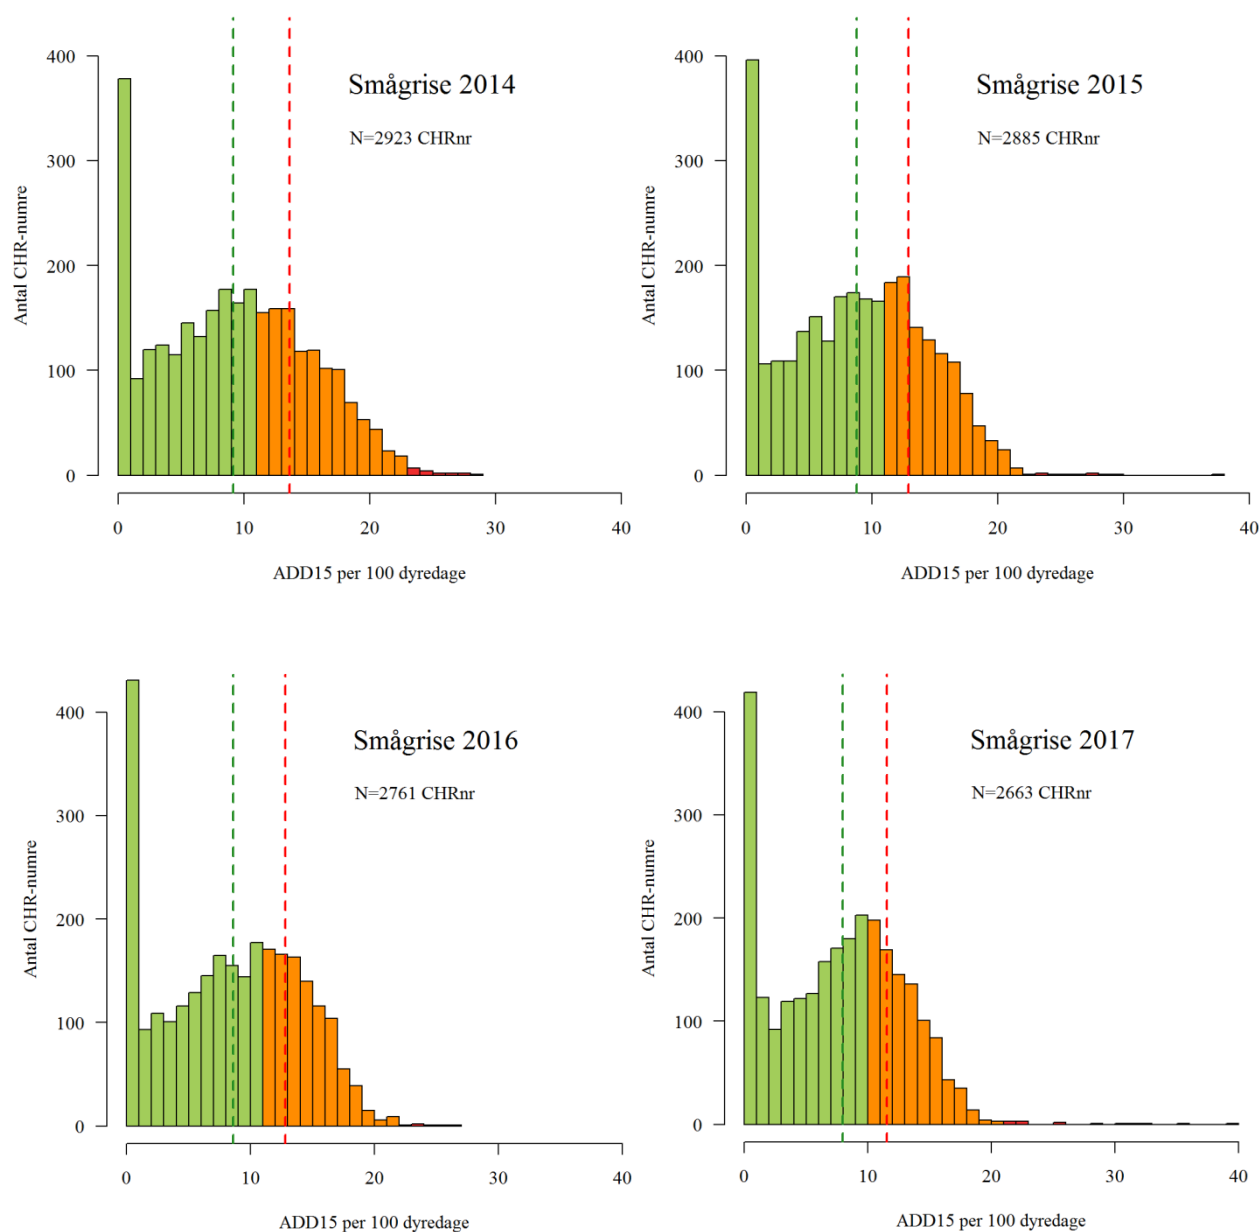 Smågrise 2014
N=2923 CHRnr
Antal CHR-numre
400
300
200
100
0
0 10 20 30 40
ADD15 per 100 dyredage
Smågrise 2015
N=2885 CHRnr
Antal CHR-numre
400
300
200
100
0
0 10 20 30 40
ADD15 per 100 dyredage
Smågrise 2016
N=2761 CHRnr
Antal CHR-numre
400
300
200
100
0
0 10 20 30 40
ADD15 per 100 dyredage
Smågrise 2017
N=2663 CHRnr
Antal CHR-numre
400
300
200
100
0
0 10 20 30 40
ADD15 per 100 dyredage